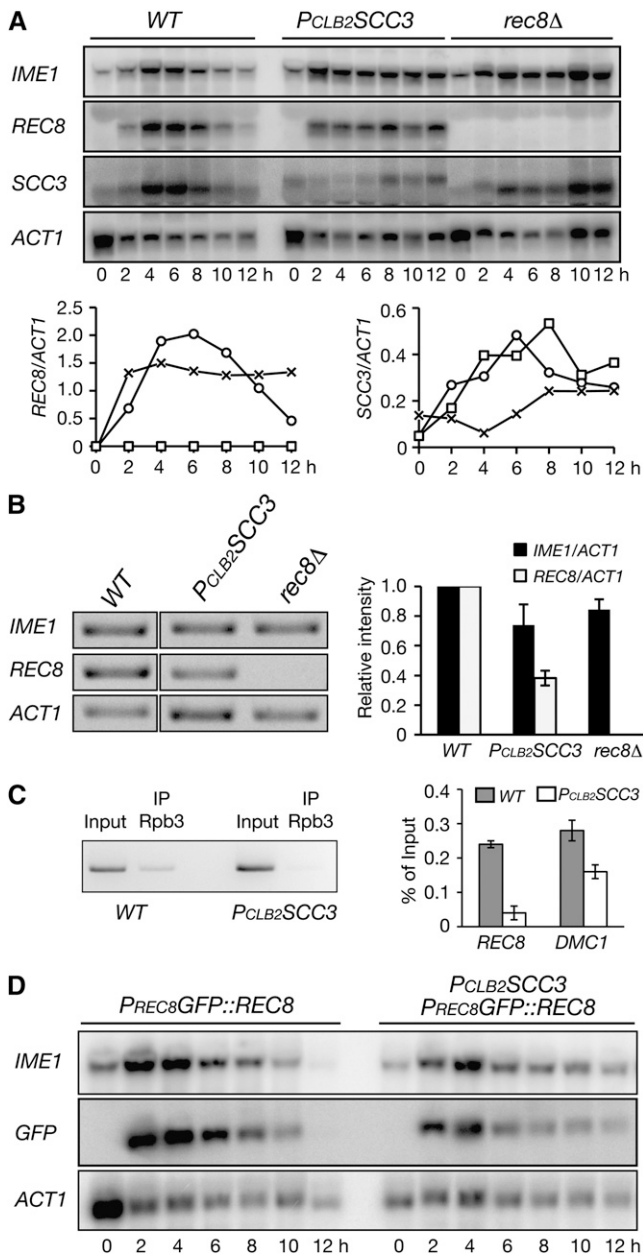 A
WT PCLB2SCC3 rec8Δ
IME1
REC8
SCC3
ACT1
0 2 4 6 8 10 12 0 2 4 6 8 10 12 0 2 4 6 8 10 12 h
REC8/ACT1
2.5
2.0
1.5
1.0
0.5
0
0 2 4 6 8 10 12 h
SCC3/ACT1
0.6
0.4
0.2
0
0 2 4 6 8 10 12 h
B
WT PCLB2SCC3 rec8Δ
IME1
REC8
ACT1
IME1/ACT1
REC8/ACT1
Relative intensity
1.0
0.8
0.6
0.4
0.2
0
WT PCLB2SCC3 rec8Δ
C
IP IP
Input Rpb3 Input Rpb3
WT PCLB2SCC3
WT PCLB2SCC3
% of Input
0.4
0.3
0.2
0.1
0
REC8 DMC1
D
PREC8GFP::REC8
PCLB2SCC3
PREC8GFP::REC8
IME1
GFP
ACT1
0 2 4 6 8 10 12 h 0 2 4 6 8 10 12 h